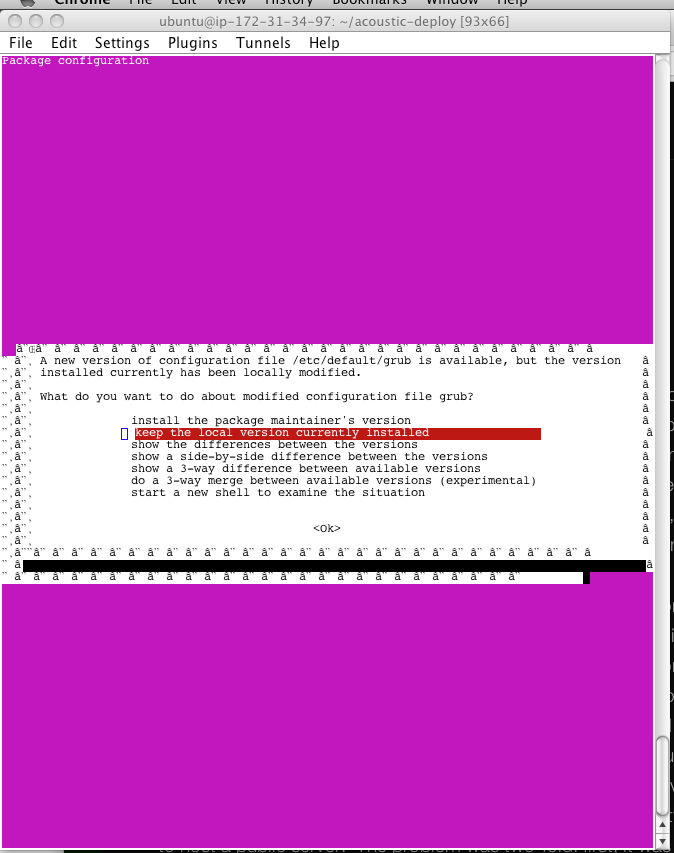 Chrome File Edit View History Bookmarks Window Help
ubuntu@ip-172-31-34-97: ~/acoustic-deploy [93x66]
File Edit Settings Plugins Tunnels Help
Package configuration
A new version of configuration file /etc/default/grub is available, but the version
installed currently has been locally modified.
What do you want to do about modified configuration file grub?
install the package maintainer's version
keep the local version currently installed
show the differences between the versions
show a side-by-side difference between the versions
show a 3-way difference between available versions
do a 3-way merge between available versions (experimental)
start a new shell to examine the situation
<Ok>